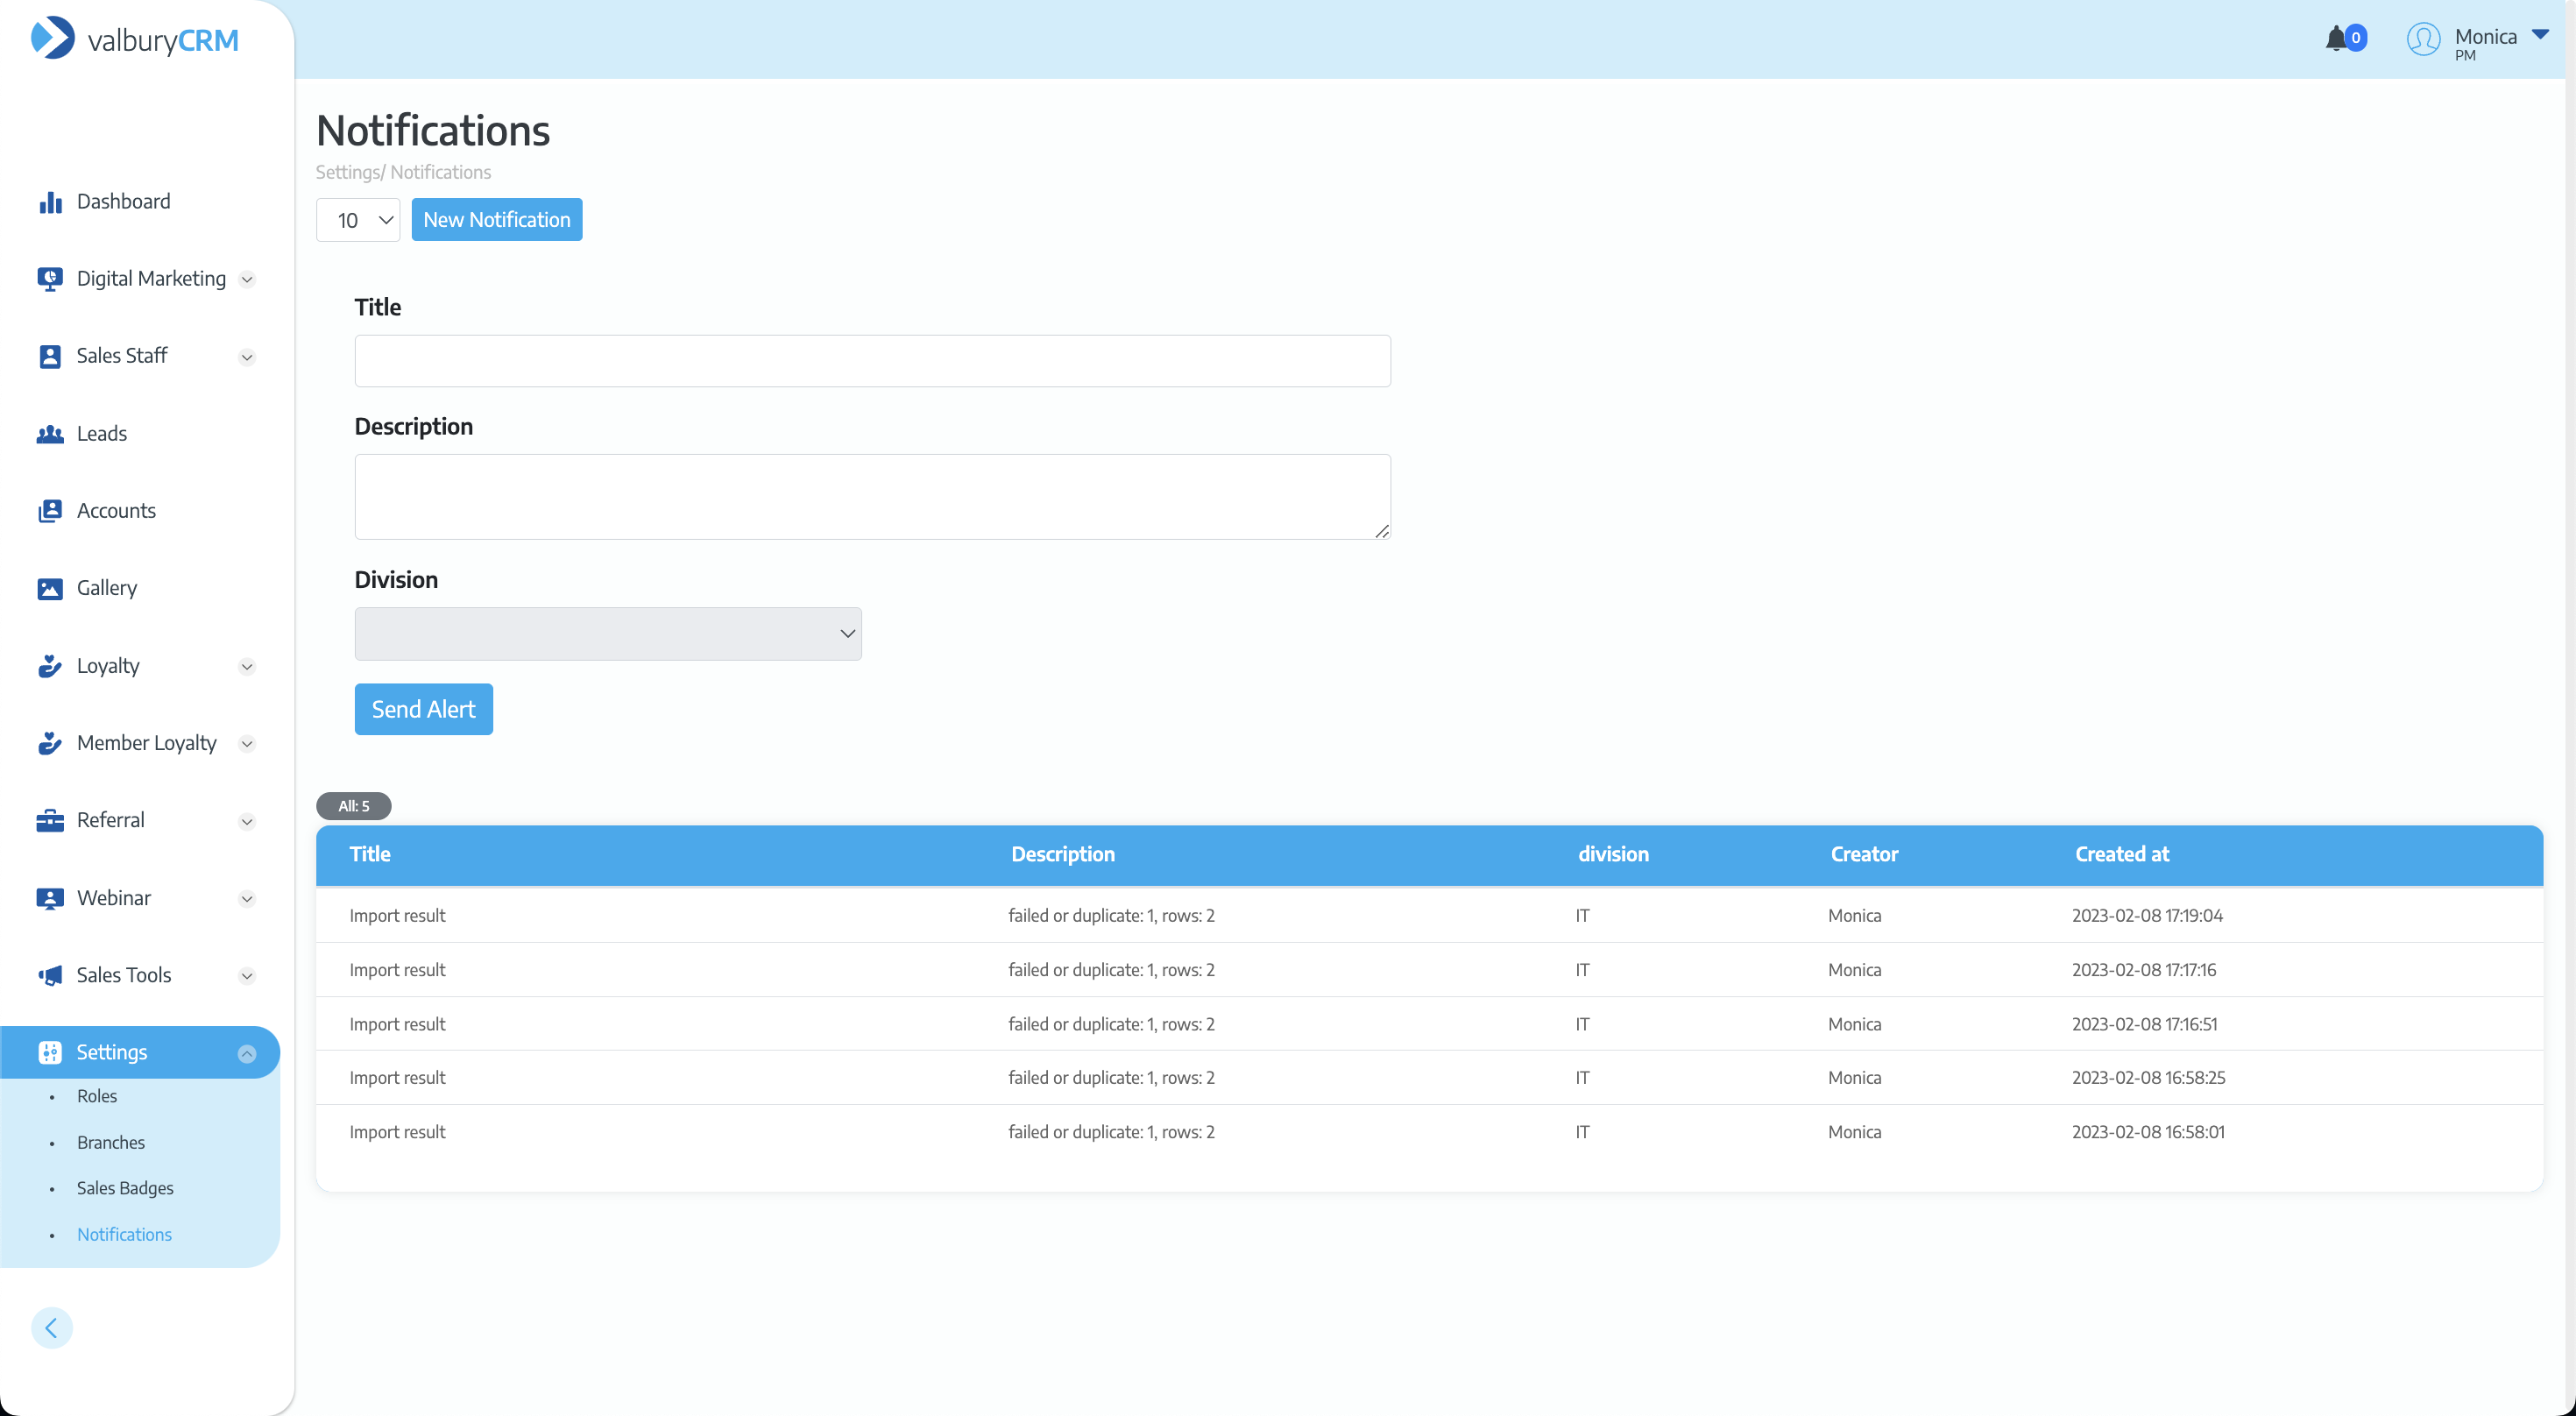 valburyCRM
0
Monica
PM
Dashboard
Digital Marketing
Sales Staff
Leads
Accounts
Gallery
Loyalty
Member Loyalty
Referral
Webinar
Sales Tools
Settings
Roles
Branches
Sales Badges
Notifications
Notifications
Settings/ Notifications
10 New Notification
Title
Description
Division
Send Alert
All: 5
Title Description division Creator Created at
Import result failed or duplicate: 1, rows: 2 IT Monica 2023-02-08 17:19:04
Import result failed or duplicate: 1, rows: 2 IT Monica 2023-02-08 17:17:16
Import result failed or duplicate: 1, rows: 2 IT Monica 2023-02-08 17:16:51
Import result failed or duplicate: 1, rows: 2 IT Monica 2023-02-08 16:58:25
Import result failed or duplicate: 1, rows: 2 IT Monica 2023-02-08 16:58:01